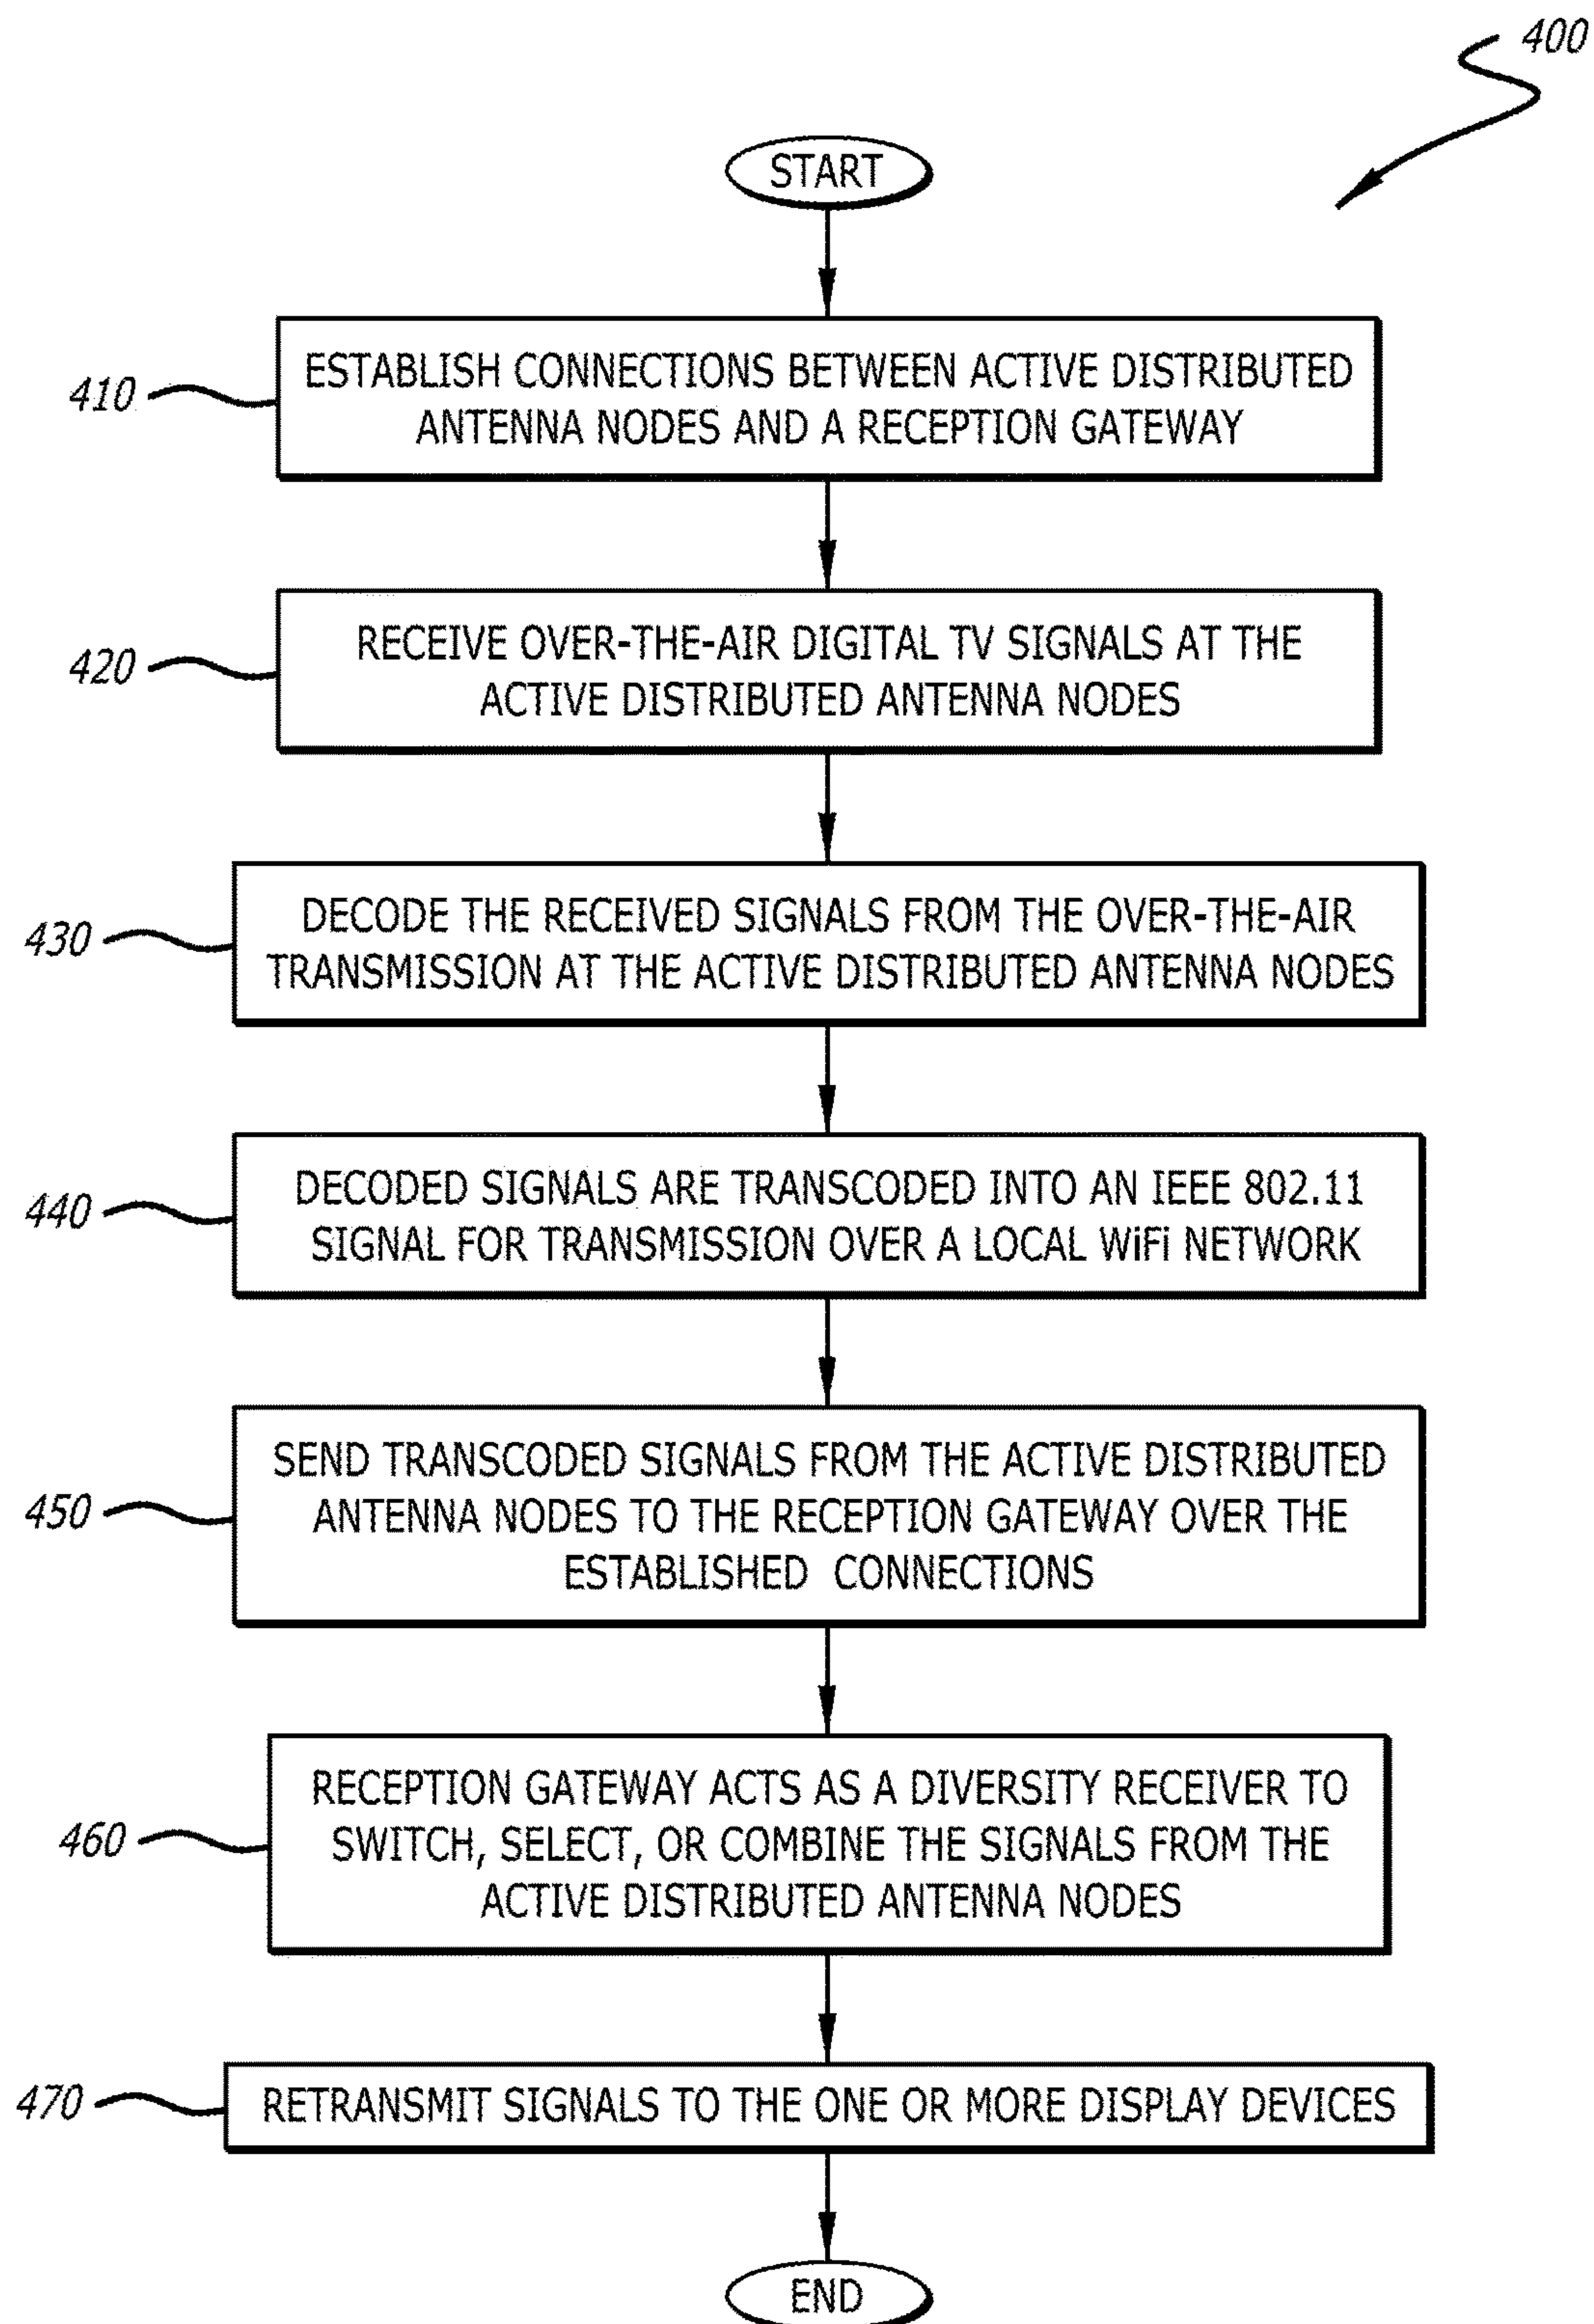 400
START
410
ESTABLISH CONNECTIONS BETWEEN ACTIVE DISTRIBUTED
ANTENNA NODES AND A RECEPTION GATEWAY
420
RECEIVE OVER-THE-AIR DIGITAL TV SIGNALS AT THE
ACTIVE DISTRIBUTED ANTENNA NODES
430
DECODE THE RECEIVED SIGNALS FROM THE OVER-THE-AIR
TRANSMISSION AT THE ACTIVE DISTRIBUTED ANTENNA NODES
440
DECODED SIGNALS ARE TRANSCODED INTO AN IEEE 802.11
SIGNAL FOR TRANSMISSION OVER A LOCAL WiFi NETWORK
450
SEND TRANSCODED SIGNALS FROM THE ACTIVE DISTRIBUTED
ANTENNA NODES TO THE RECEPTION GATEWAY OVER THE
ESTABLISHED CONNECTIONS
460
RECEPTION GATEWAY ACTS AS A DIVERSITY RECEIVER TO
SWITCH, SELECT, OR COMBINE THE SIGNALS FROM THE
ACTIVE DISTRIBUTED ANTENNA NODES
470
RETRANSMIT SIGNALS TO THE ONE OR MORE DISPLAY DEVICES
END